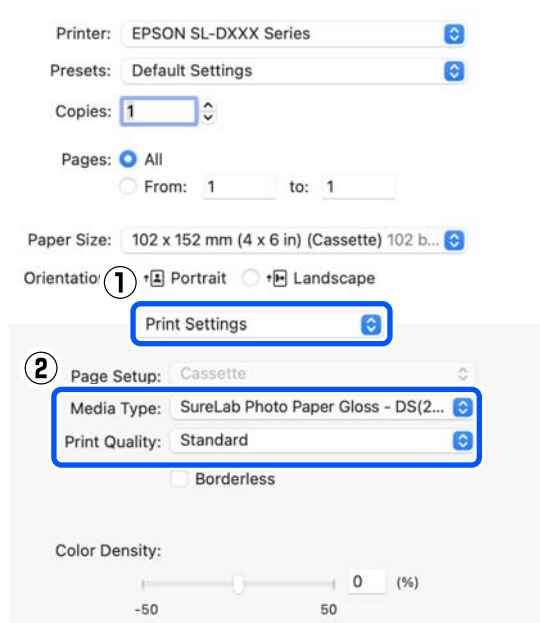 Printer: EPSON SL-DXXX Series
Presets: Default Settings
Copies: 1
Pages: All
From: 1 to: 1
Paper Size: 102 x 152 mm (4 x 6 in) (Cassette) 102 b...
Orientatio Portrait Landscape
1
Print Settings
2
Page Setup: Cassette
Media Type: SureLab Photo Paper Gloss - DS(2...
Print Quality: Standard
Borderless
Color Density:
0 (%)
-50 50